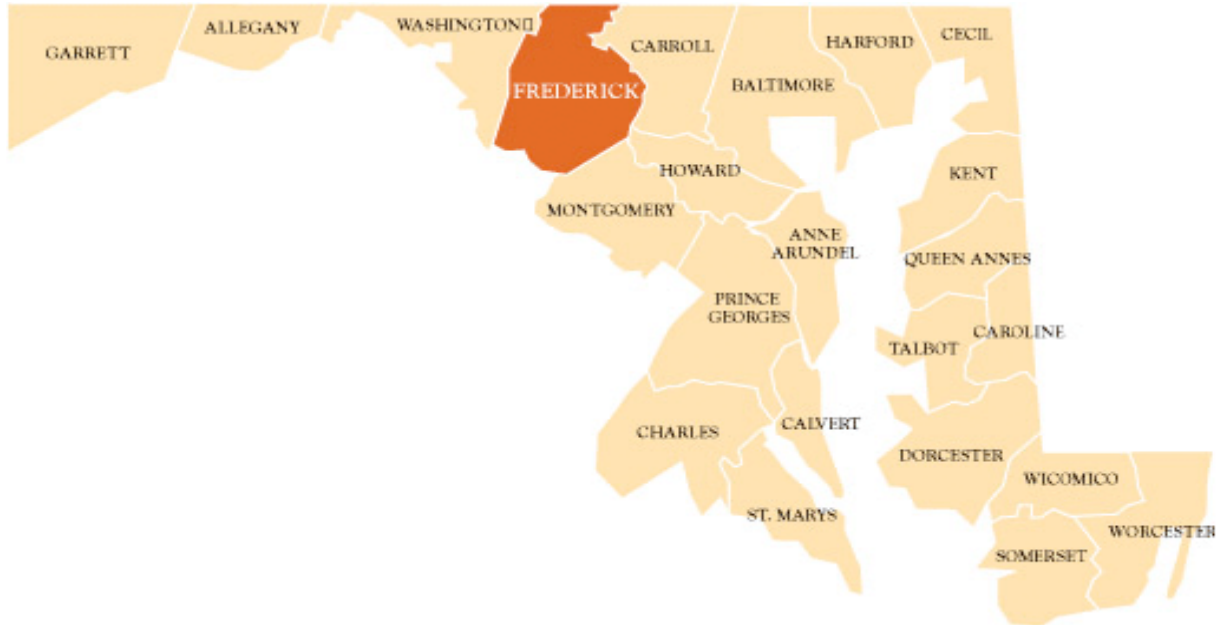 GARRETT
ALLEGANY
WASHINGTON▯
FREDERICK
CARROLL
BALTIMORE
HARFORD
CECIL
HOWARD
MONTGOMERY
KENT
ANNE
ARUNDEL
QUEEN ANNES
PRINCE
GEORGES
TALBOT
CAROLINE
CHARLES
CALVERT
DORCESTER
WICOMICO
ST. MARYS
SOMERSET
WORCESTER